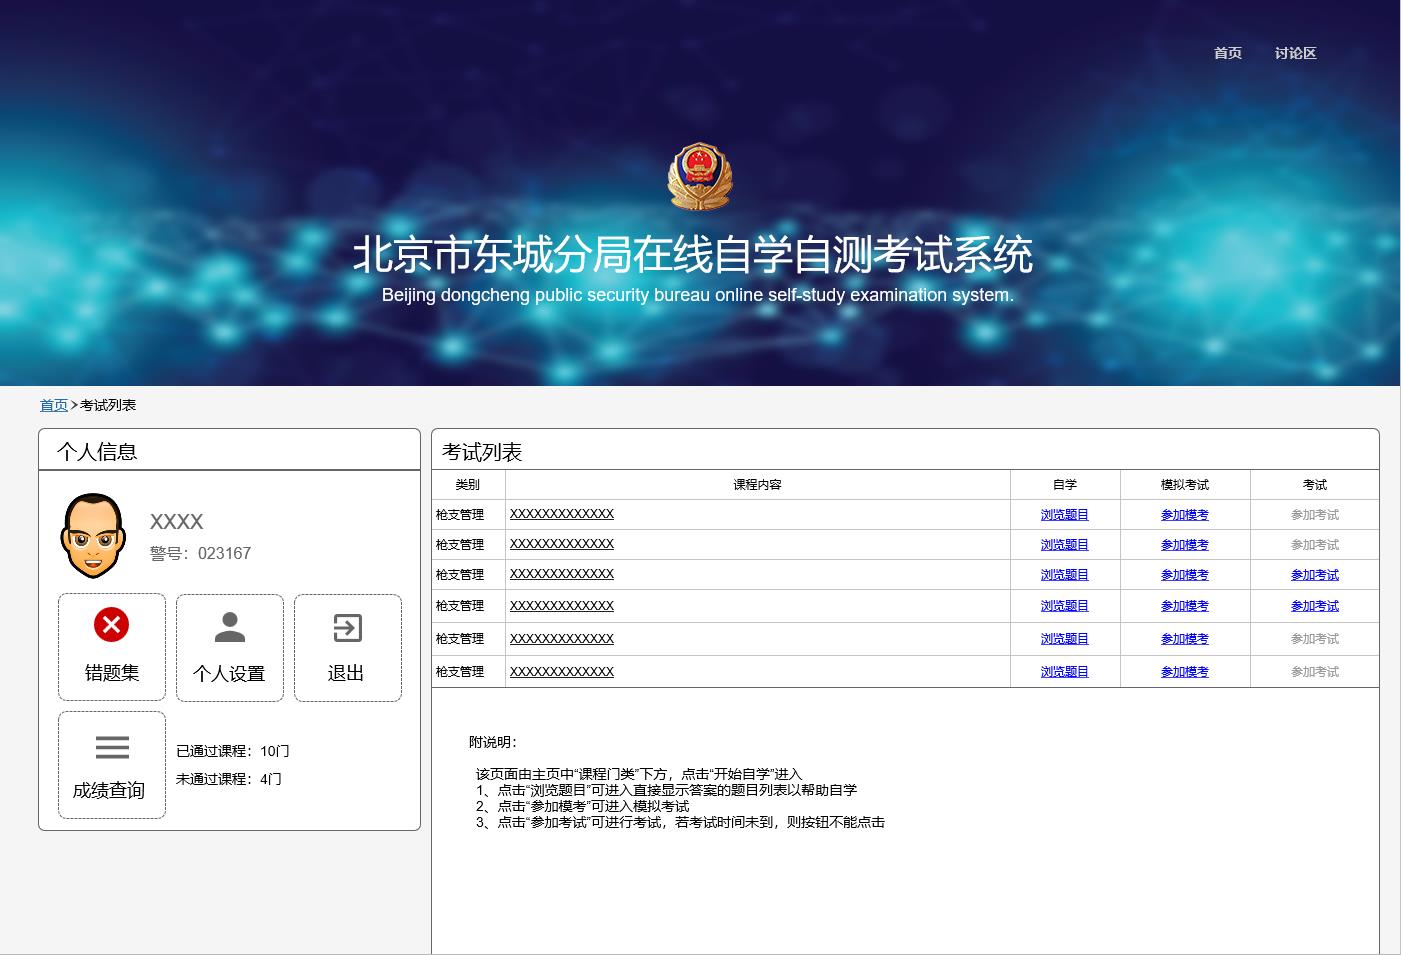 首页 讨论区
北京市东城分局在线自学自测考试系统
Beijing dongcheng public security bureau online self-study examination system.
首页>考试列表
个人信息
XXXX
警号：023167
错题集 个人设置 退出
成绩查询
已通过课程：10门
未通过课程：4门
考试列表
类别 课程内容 自学 模拟考试 考试
枪支管理 XXXXXXXXXXXXX 浏览题目 参加模考 参加考试
枪支管理 XXXXXXXXXXXXX 浏览题目 参加模考 参加考试
枪支管理 XXXXXXXXXXXXX 浏览题目 参加模考 参加考试
枪支管理 XXXXXXXXXXXXX 浏览题目 参加模考 参加考试
枪支管理 XXXXXXXXXXXXX 浏览题目 参加模考 参加考试
枪支管理 XXXXXXXXXXXXX 浏览题目 参加模考 参加考试
附说明：
该页面由主页中“课程门类”下方，点击“开始自学”进入
1、点击“浏览题目”可进入直接显示答案的题目列表以帮助自学
2、点击“参加模考”可进入模拟考试
3、点击“参加考试”可进行考试，若考试时间未到，则按钮不能点击